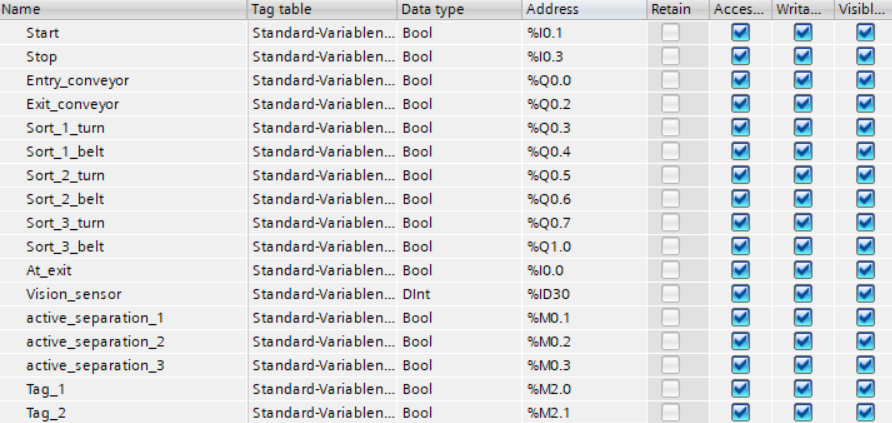 Name Tag table Data type Address Retain Acces... Writa... Visibl...
Start Standard-Variablen... Bool %I0.1
Stop Standard-Variablen... Bool %I0.3
Entry_conveyor Standard-Variablen... Bool %Q0.0
Exit_conveyor Standard-Variablen... Bool %Q0.2
Sort_1_turn Standard-Variablen... Bool %Q0.3
Sort_1_belt Standard-Variablen... Bool %Q0.4
Sort_2_turn Standard-Variablen... Bool %Q0.5
Sort_2_belt Standard-Variablen... Bool %Q0.6
Sort_3_turn Standard-Variablen... Bool %Q0.7
Sort_3_belt Standard-Variablen... Bool %Q1.0
At_exit Standard-Variablen... Bool %I0.0
Vision_sensor Standard-Variablen... DInt %ID30
active_separation_1 Standard-Variablen... Bool %M0.1
active_separation_2 Standard-Variablen... Bool %M0.2
active_separation_3 Standard-Variablen... Bool %M0.3
Tag_1 Standard-Variablen... Bool %M2.0
Tag_2 Standard-Variablen... Bool %M2.1